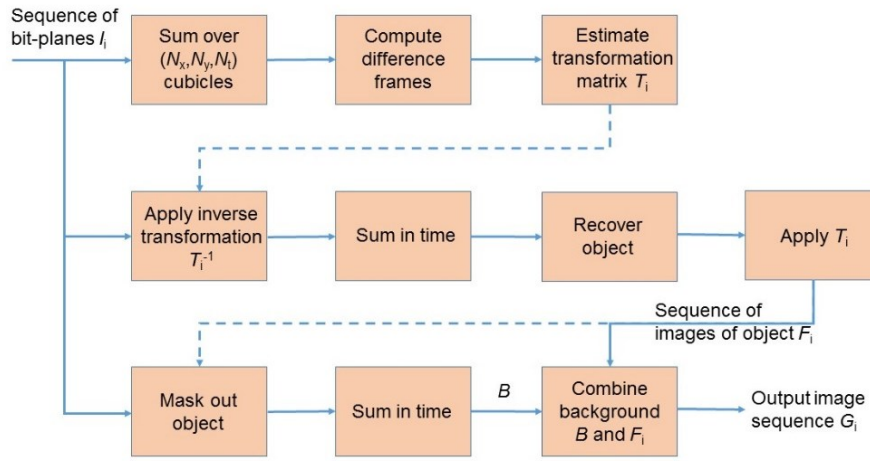 Sequence of
bit-planes Iᵢ
Sum over
(Nₓ,Nᵧ,Nₜ)
cubicles
Compute
difference
frames
Estimate
transformation
matrix Tᵢ
Apply inverse
transformation
Tᵢ⁻¹
Sum in time
Recover
object
Apply Tᵢ
Sequence of
images of object Fᵢ
Mask out
object
Sum in time
B
Combine
background
B and Fᵢ
Output image
sequence Gᵢ